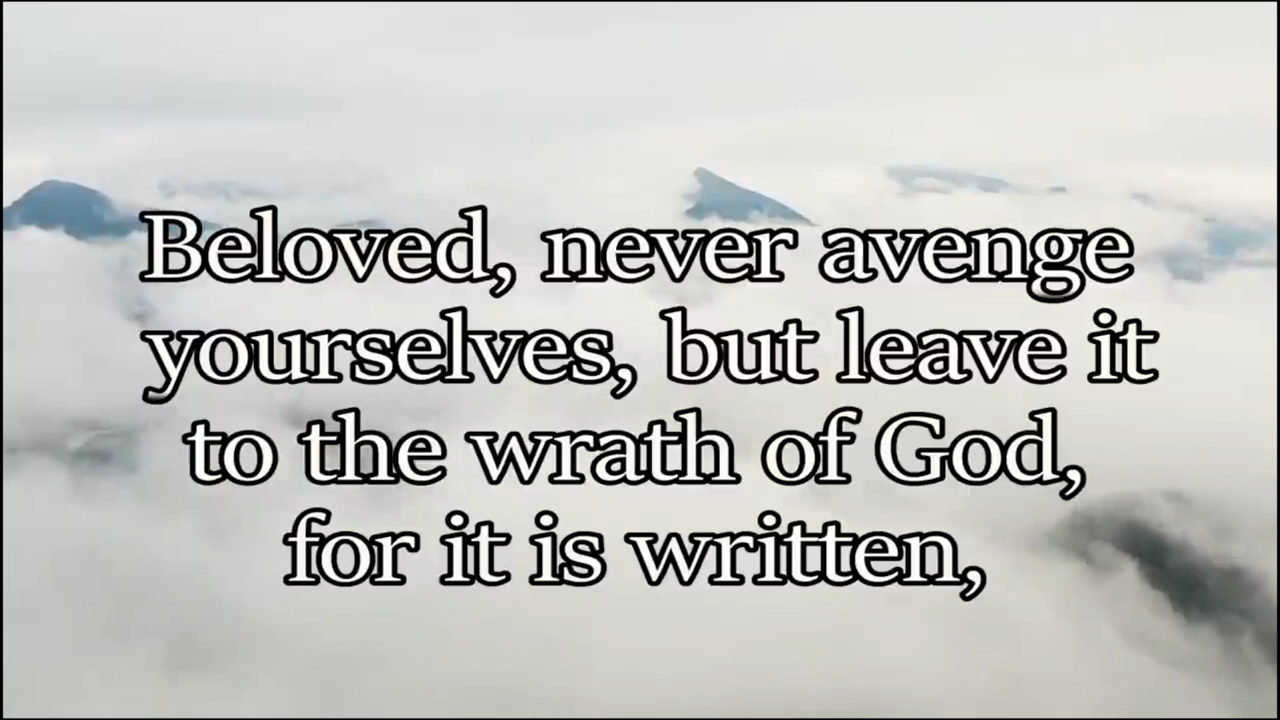 Beloved, never avenge
yourselves, but leave it
to the wrath of God,
for it is written,